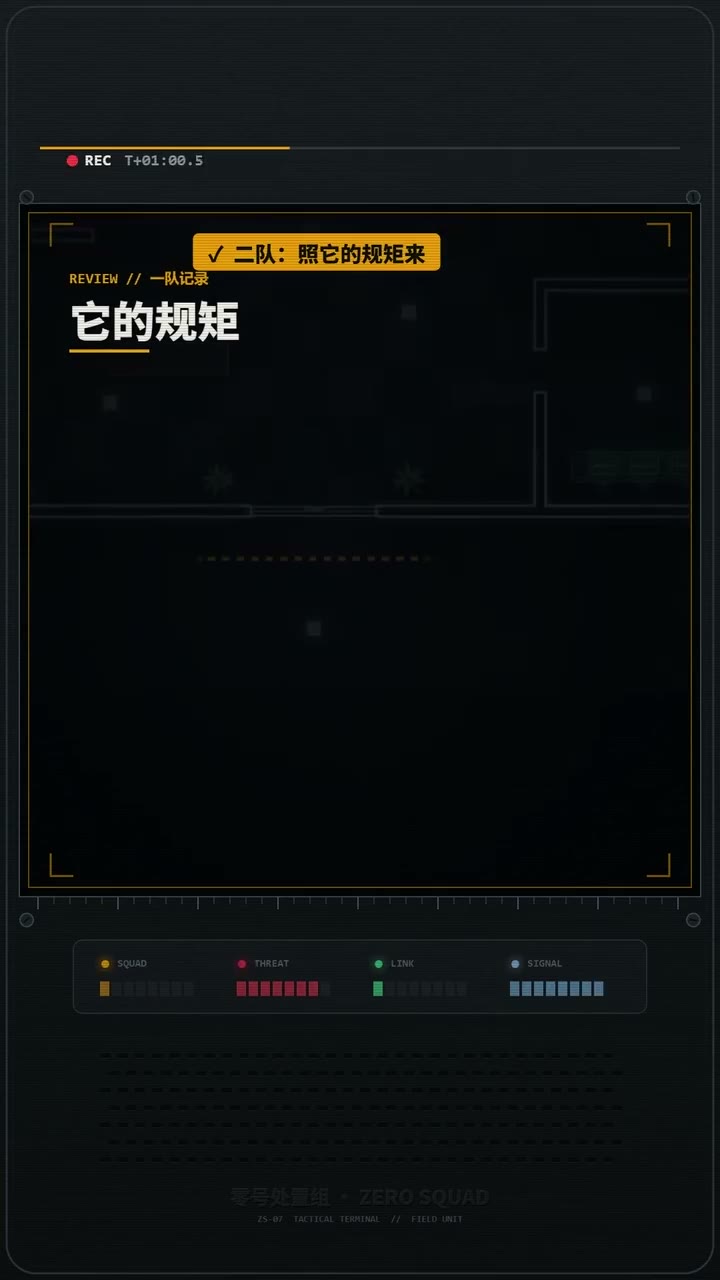 REC T+01:00.5
✓ 二队：照它的规矩来
REVIEW // 一队记录
它的规矩
SQUAD THREAT LINK SIGNAL
零号处置组 · ZERO SQUAD
ZS-07 TACTICAL TERMINAL // FIELD UNIT